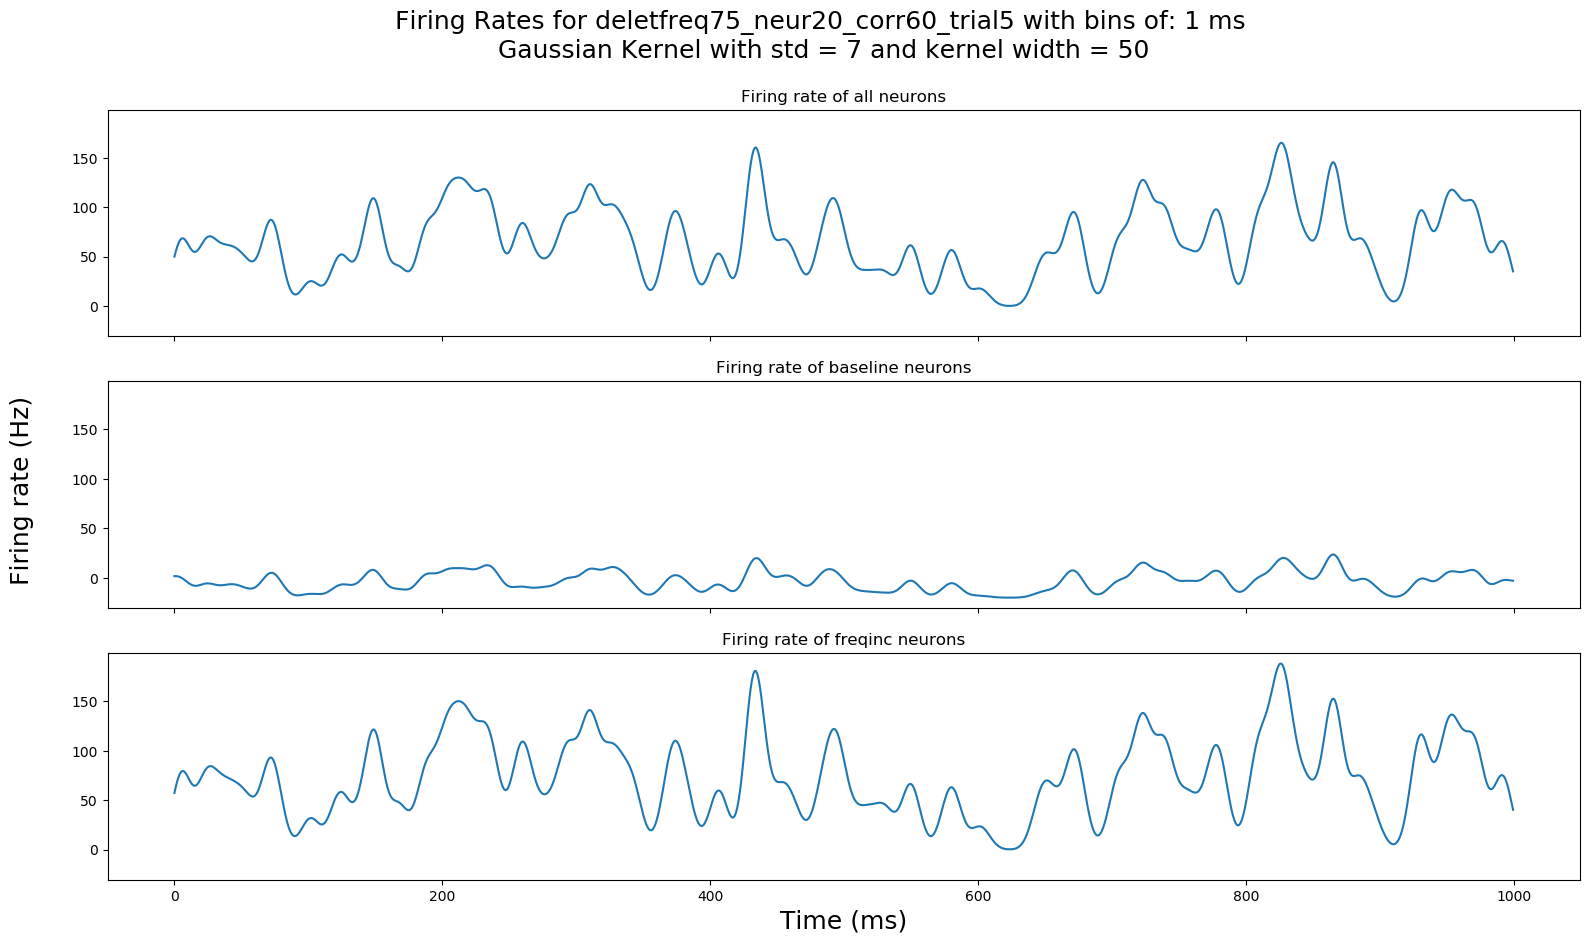 Firing Rates for deletfreq75_neur20_corr60_trial5 with bins of: 1 ms
Gaussian Kernel with std = 7 and kernel width = 50
Firing rate of all neurons
150
100
50
0
Firing rate of baseline neurons
150
100
50
0
Firing rate (Hz)
Firing rate of freqinc neurons
150
100
50
0
0 200 400 600 800 1000
Time (ms)